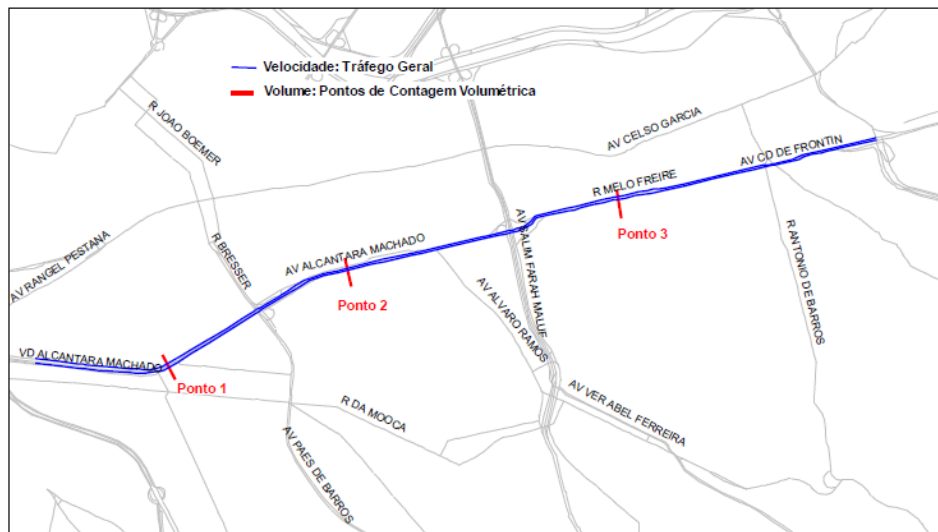 Velocidade: Tráfego Geral
Volume: Pontos de Contagem Volumétrica
R JOAO BOEMER
AV CELSO GARCIA
AV CD DE FRONTIN
R MELO FREIRE
Ponto 3
AV RANGEL PESTANA
R BRESSER
AV ALCANTARA MACHADO
Ponto 2
AV SALIM FARAH MALUF
R ANTONIO DE BARROS
AV ALVARO RAMOS
VD ALCANTARA MACHADO
Ponto 1
R DA MOOCA
AV VER ABEL FERREIRA
AV PAES DE BARROS